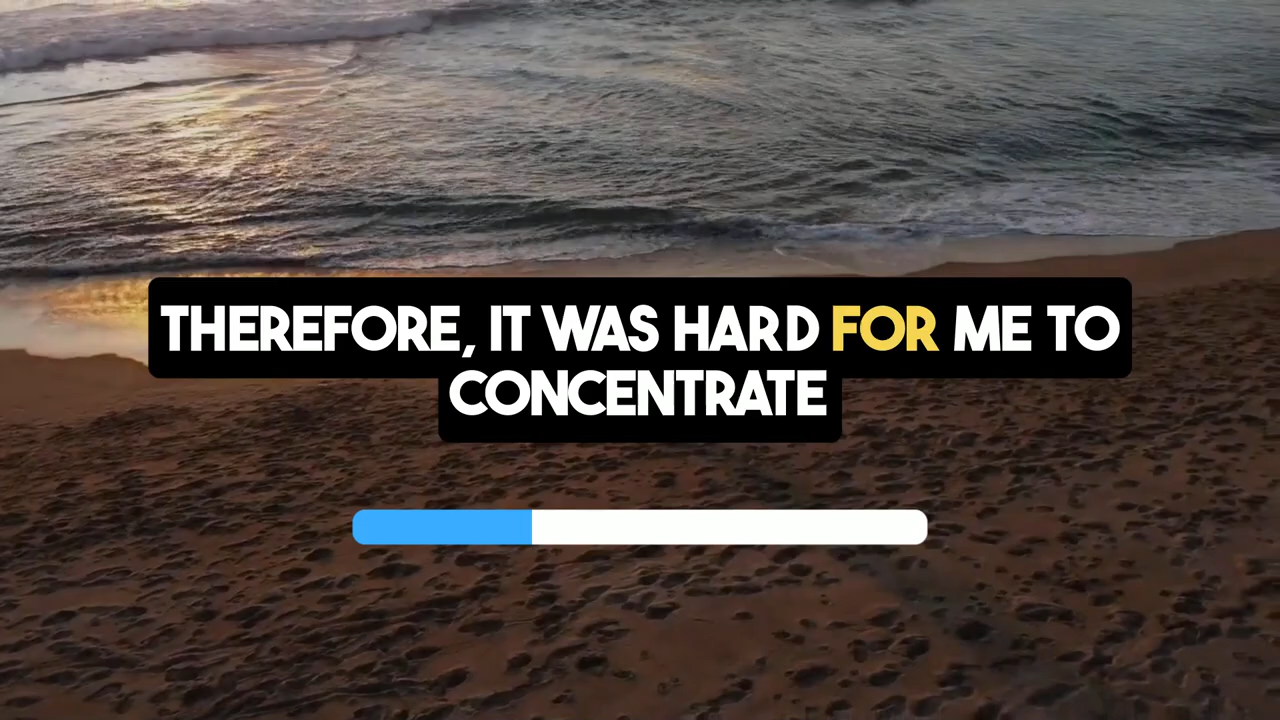 THEREFORE, IT WAS HARD FOR ME TO
CONCENTRATE